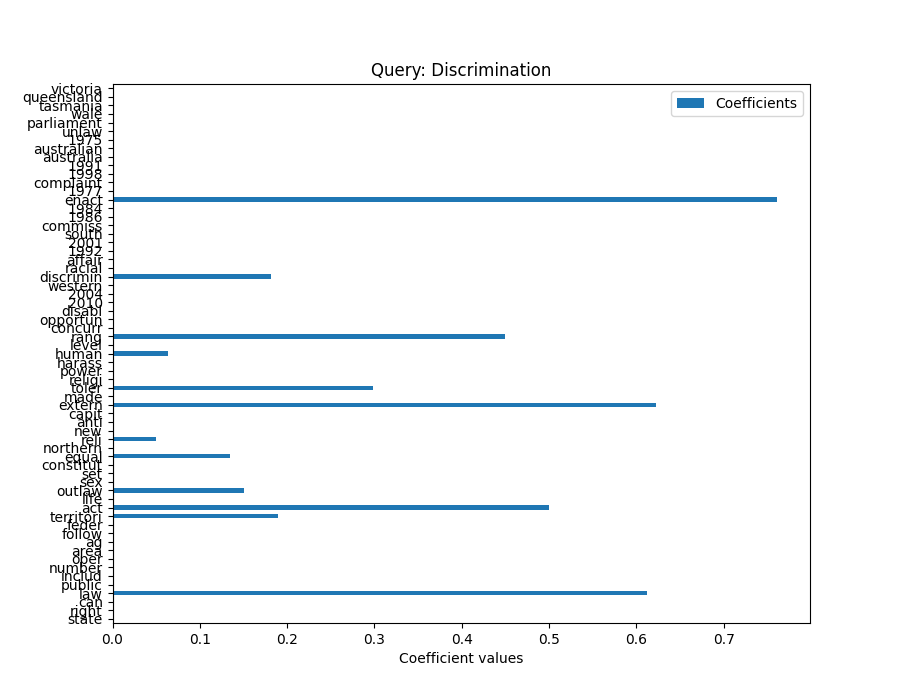 Query: Discrimination
Coefficients
victoria
queensland
tasmania
wale
parliament
unlaw
1975
australian
australia
1991
1998
complaint
1977
enact
1984
1986
commiss
south
2001
1992
affair
racial
discrimin
western
2004
2010
disabl
opportun
concurr
rang
level
human
harass
power
religi
toler
made
extern
capit
anti
new
reli
northern
equal
constitut
set
sex
outlaw
life
act
territori
feder
follow
ag
area
oper
number
includ
public
law
can
right
state
0.0 0.1 0.2 0.3 0.4 0.5 0.6 0.7
Coefficient values